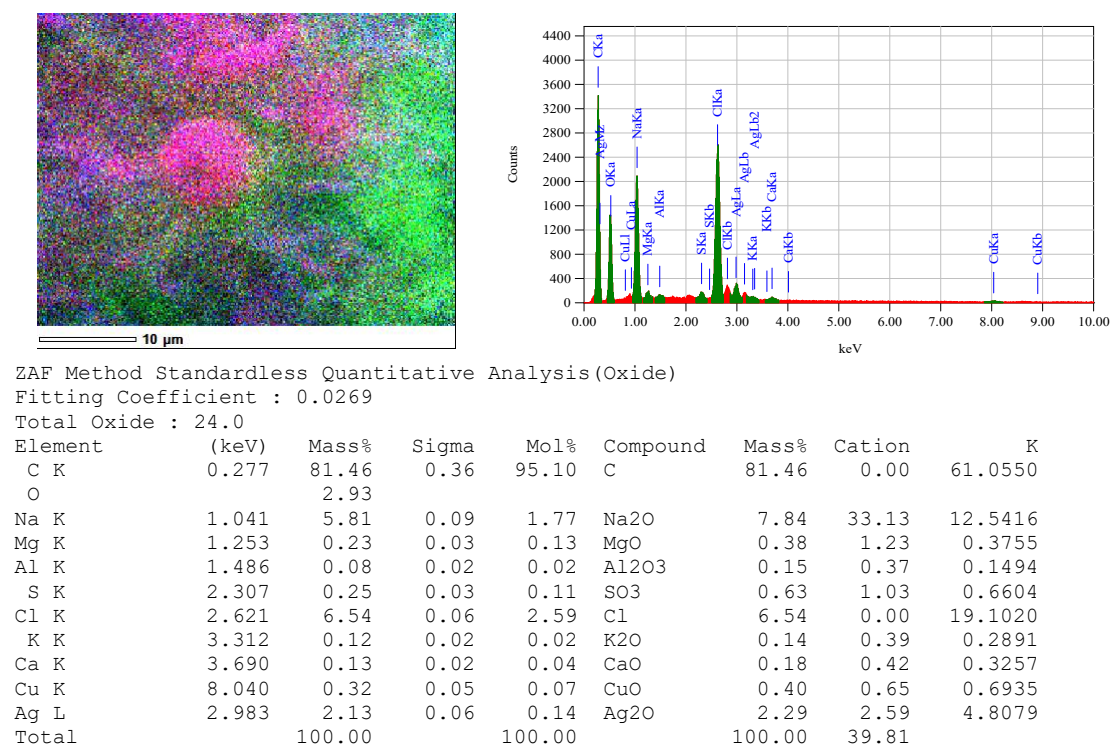 10 µm
Counts
4400
4000
3600
3200
2800
2400
2000
1600
1200
800
400
0
CKa
AgMz
OKa
CuLl
CuLa
NaKa
MgKa
AlKa
SKa
SKb
ClKa
ClKb
AgLa
AgLb
KKa
AgLb2
KKb
CaKa
CaKb
CuKa
CuKb
0.00 1.00 2.00 3.00 4.00 5.00 6.00 7.00 8.00 9.00 10.00
keV
ZAF Method Standardless Quantitative Analysis(Oxide)
Fitting Coefficient : 0.0269
Total Oxide : 24.0
Element (keV) Mass% Sigma Mol% Compound Mass% Cation K
C K 0.277 81.46 0.36 95.10 C 81.46 0.00 61.0550
O 2.93
Na K 1.041 5.81 0.09 1.77 Na2O 7.84 33.13 12.5416
Mg K 1.253 0.23 0.03 0.13 MgO 0.38 1.23 0.3755
Al K 1.486 0.08 0.02 0.02 Al2O3 0.15 0.37 0.1494
S K 2.307 0.25 0.03 0.11 SO3 0.63 1.03 0.6604
Cl K 2.621 6.54 0.06 2.59 Cl 6.54 0.00 19.1020
K K 3.312 0.12 0.02 0.02 K2O 0.14 0.39 0.2891
Ca K 3.690 0.13 0.02 0.04 CaO 0.18 0.42 0.3257
Cu K 8.040 0.32 0.05 0.07 CuO 0.40 0.65 0.6935
Ag L 2.983 2.13 0.06 0.14 Ag2O 2.29 2.59 4.8079
Total 100.00 100.00 100.00 39.81